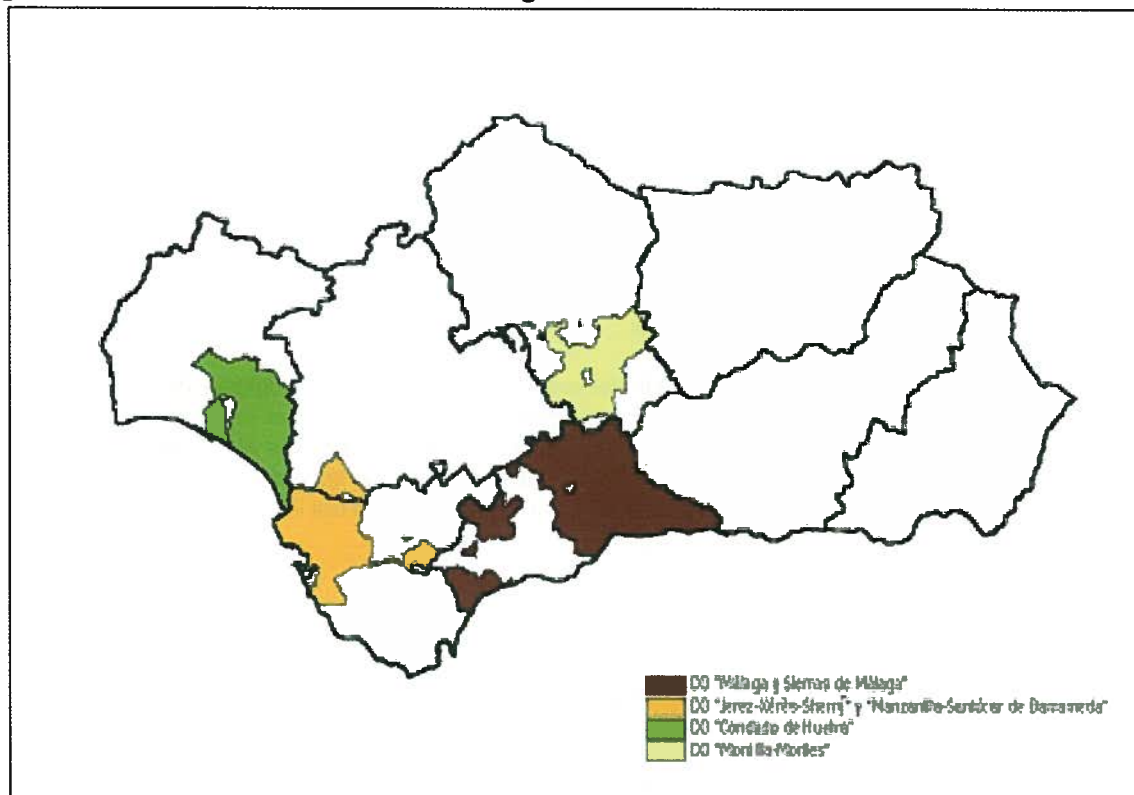 DO "Málaga y Sierras de Málaga"
DO "Jerez-Xérès-Sherry" y "Manzanilla-Sanlúcar de Barrameda"
DO "Condado de Huelva"
DO "Montilla-Moriles"